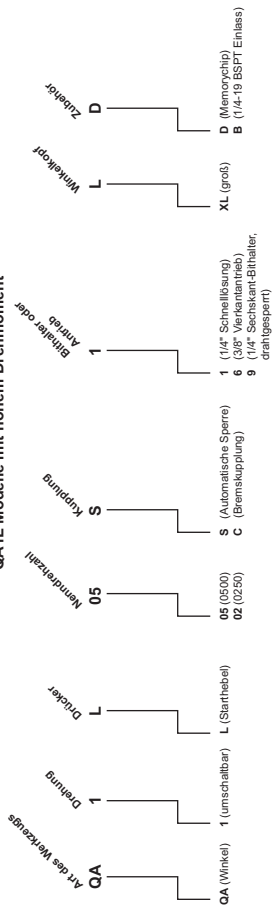 QA1L Modelle mit hohem Drehmoment
Art des Werkzeugs
QA
QA (Winkel)
Drehung
1
1 (umschaltbar)
Drücker
L
L (Starthebel)
Nenndrehzahl
05
05 (0500)
02 (0250)
Kupplung
S
S (Automatische Sperre)
C (Bremskupplung)
Bithalter oder
Antrieb
1
1 (1/4" Schnelllösung)
6 (3/8" Vierkantantrieb)
9 (1/4" Sechskant-Bithalter,
drahtgesperrt)
Winkelkopf
L
XL (groß)
Zubehör
D
D (Memorychip)
B (1/4-19 BSPT Einlass)